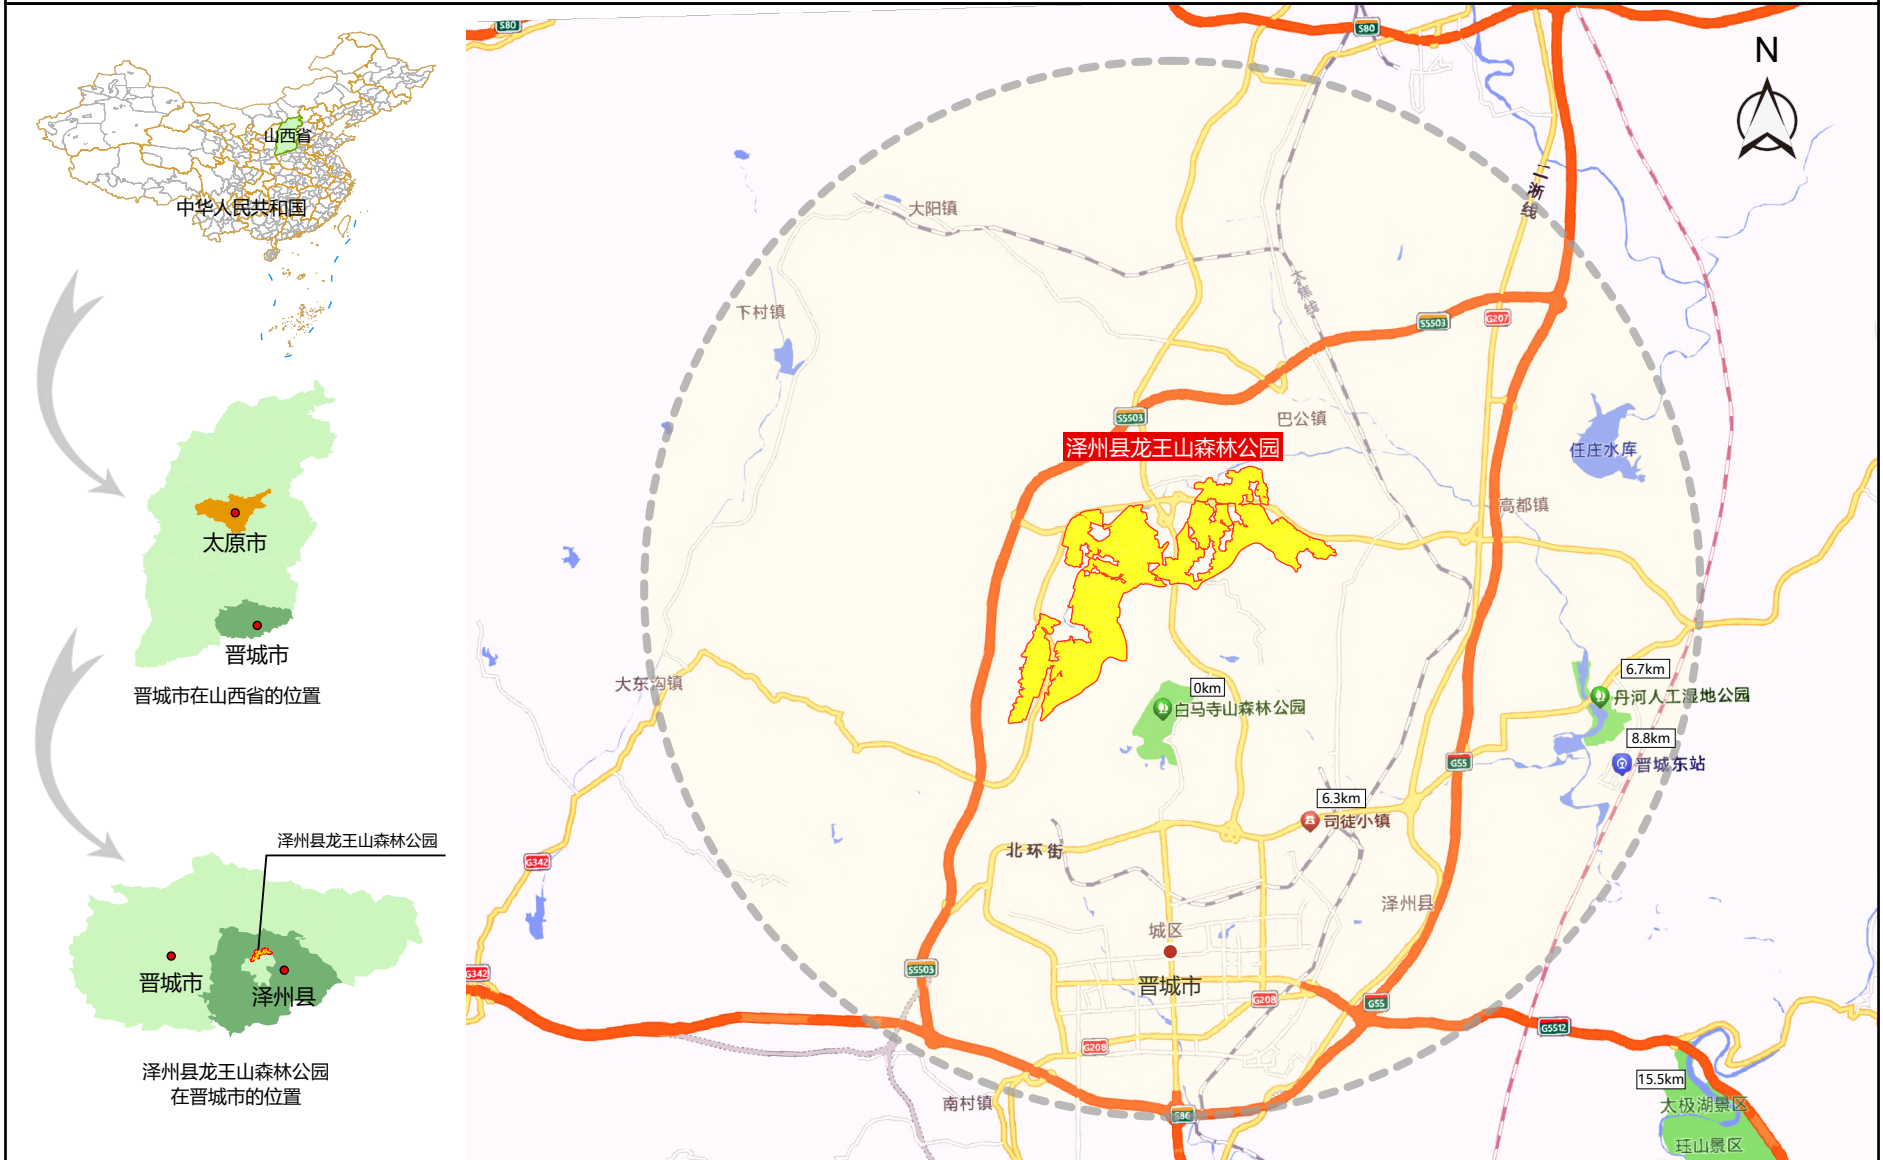 山西省
中华人民共和国
太原市
晋城市
晋城市在山西省的位置
泽州县龙王山森林公园
晋城市
泽州县
泽州县龙王山森林公园
在晋城市的位置
S80
S80
N
二浙线
大阳镇
太焦线
下村镇
S5503
G207
S5503
巴公镇
泽州县龙王山森林公园
任庄水库
高都镇
6.7km
大东沟镇
0km
丹河人工湿地公园
白马寺山森林公园
8.8km
G55
晋城东站
6.3km
司徒小镇
北环街
G342
泽州县
城区
S5503
G342
晋城市
G208
G55
G5512
G208
15.5km
南村镇
太极湖景区
S86
珏山景区